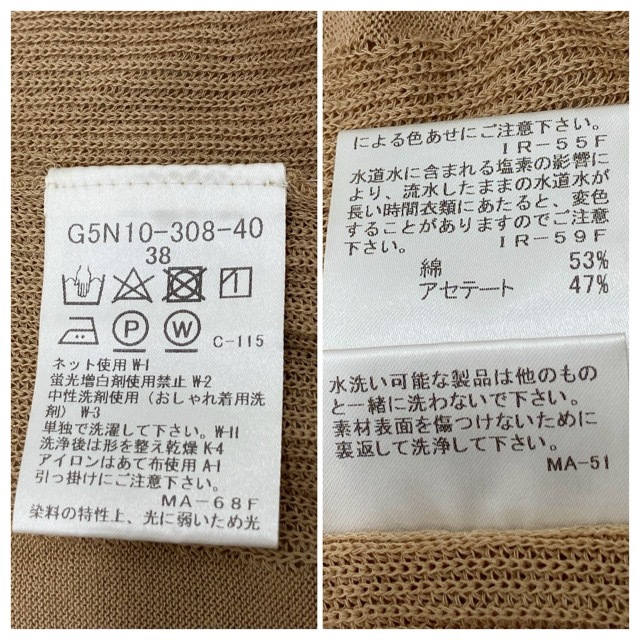 G5N10-308-40
38
P W C-115
ネット使用 W-1
蛍光増白剤使用禁止 W-2
中性洗剤使用（おしゃれ着用洗
剤）W-3
単独で洗濯して下さい。W-11
洗浄後は形を整え乾燥 K-4
アイロンはあて布使用 A-1
引っ掛けにご注意下さい。
MA-68F
染料の特性上、光に弱いため光
による色あせにご注意下さい。
IR-55F
水道水に含まれる塩素の影響に
より、流水したままの水道水が
長い時間衣類にあたると、変色
することがありますのでご注意
下さい。 IR-59F
綿 53%
アセテート 47%
水洗い可能な製品は他のもの
と一緒に洗わないで下さい。
素材表面を傷つけないために
裏返して洗浄して下さい。
MA-51